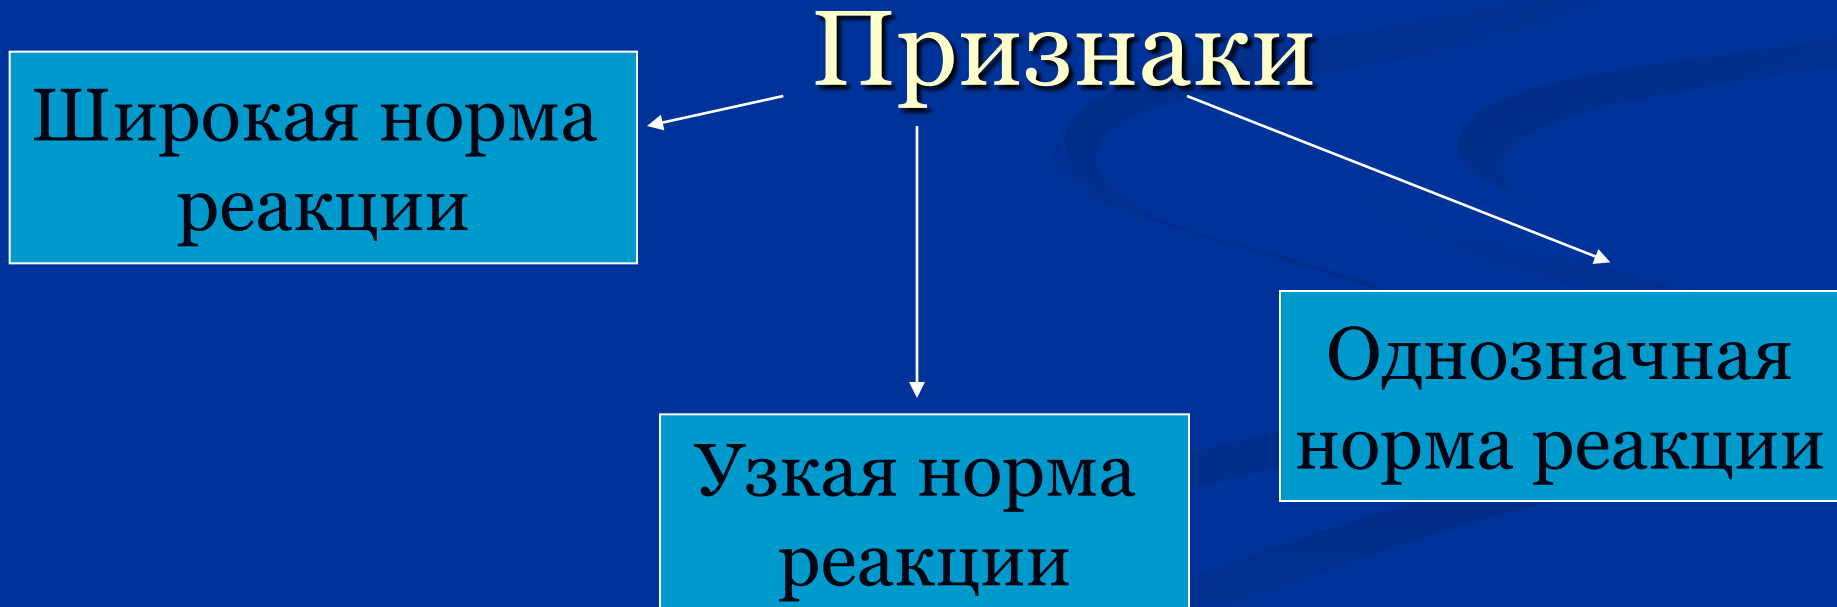 Признаки
Широкая норма
реакции
Узкая норма
реакции
Однозначная
норма реакции